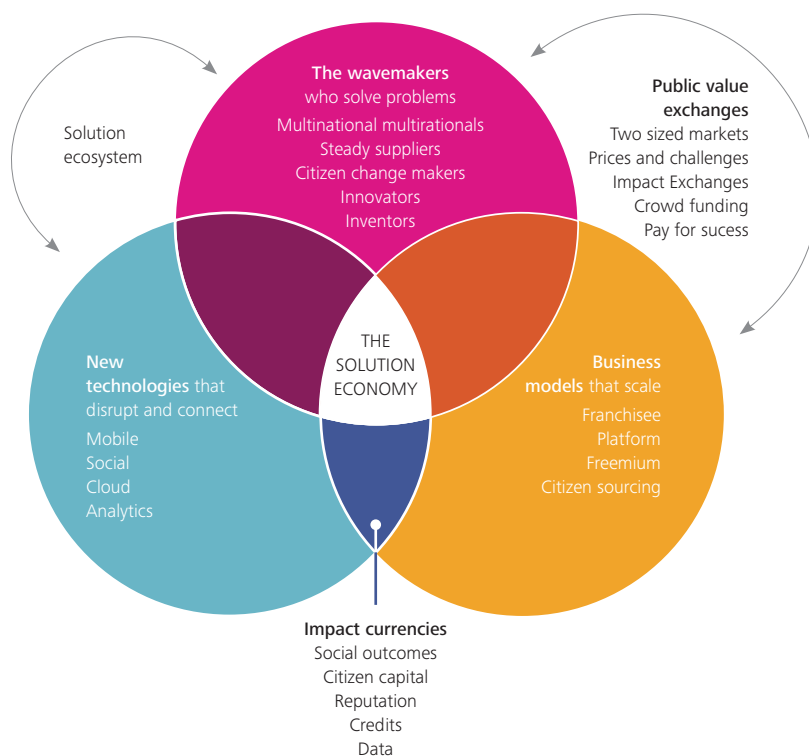 The wavemakers
who solve problems
Multinational multirationals
Steady suppliers
Citizen change makers
Innovators
Inventors
Solution
ecosystem
Public value
exchanges
Two sized markets
Prices and challenges
Impact Exchanges
Crowd funding
Pay for sucess
THE
SOLUTION
ECONOMY
New
technologies that
disrupt and connect
Mobile
Social
Cloud
Analytics
Business
models that scale
Franchisee
Platform
Freemium
Citizen sourcing
Impact currencies
Social outcomes
Citizen capital
Reputation
Credits
Data